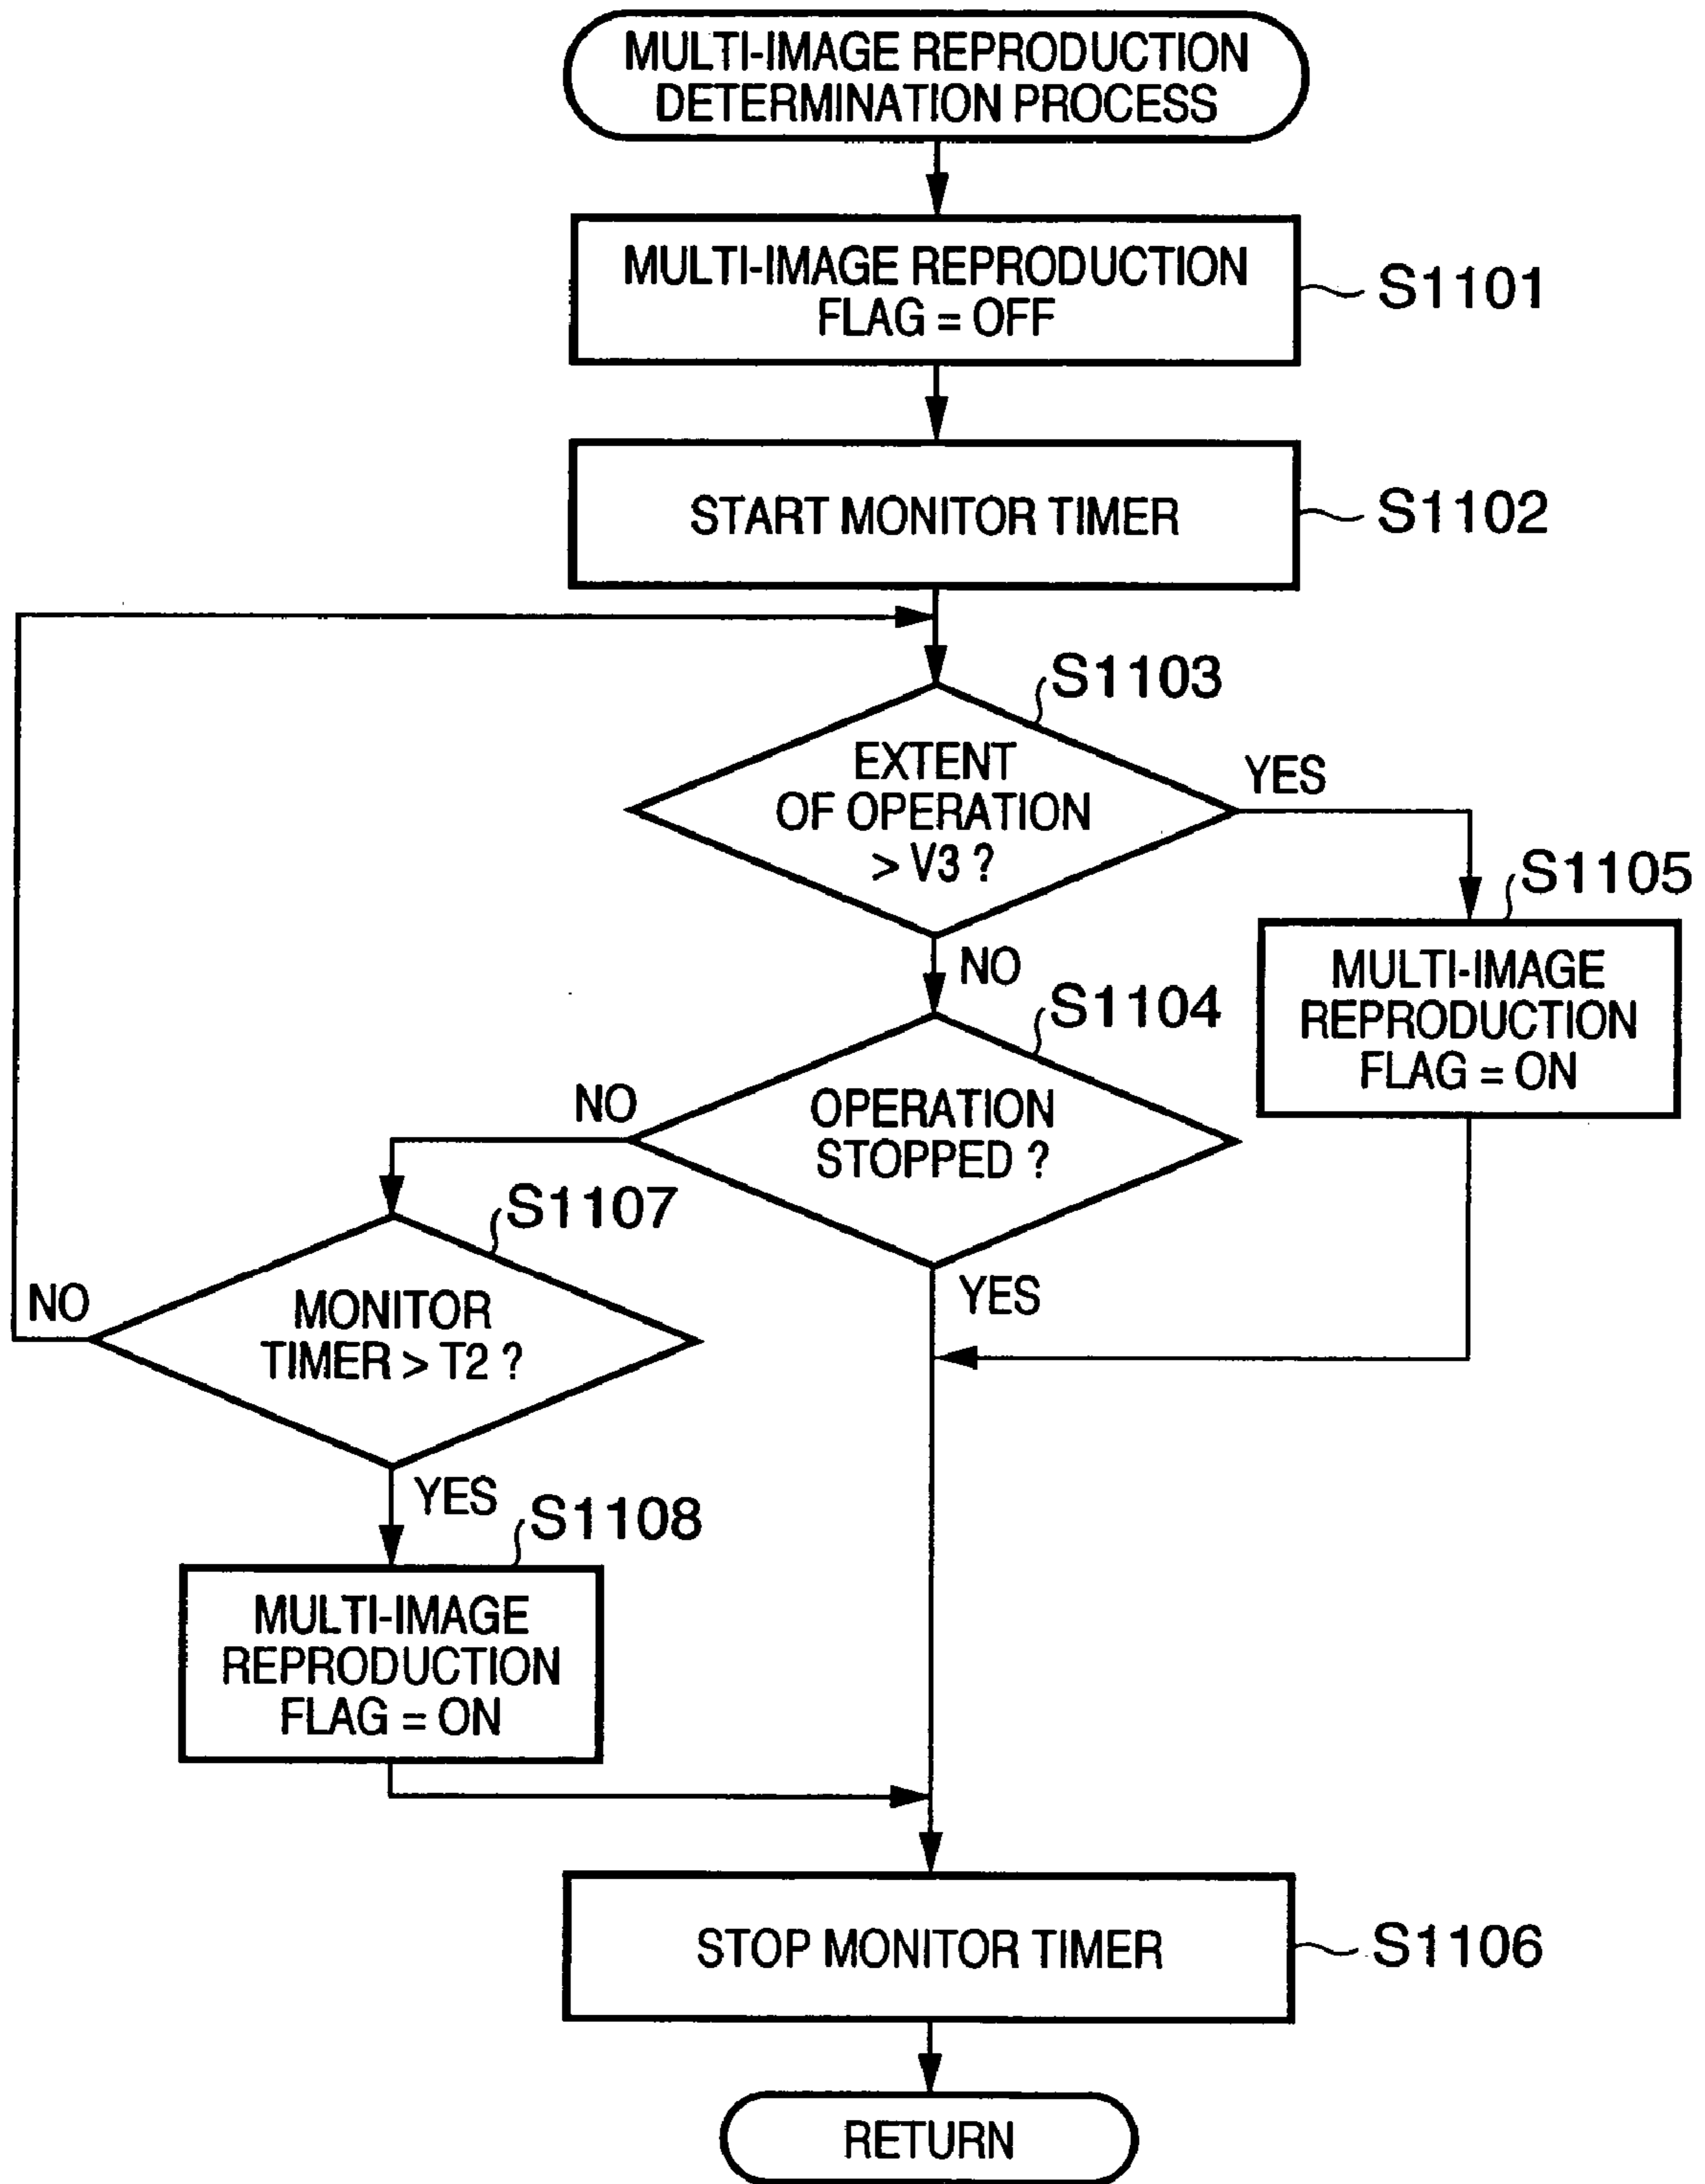 MULTI-IMAGE REPRODUCTION
DETERMINATION PROCESS
MULTI-IMAGE REPRODUCTION
FLAG = OFF
S1101
START MONITOR TIMER
S1102
S1103
EXTENT
OF OPERATION
> V3 ?
YES
S1105
MULTI-IMAGE
REPRODUCTION
FLAG = ON
NO
S1104
OPERATION
STOPPED ?
NO
YES
S1107
MONITOR
TIMER > T2 ?
NO
YES
S1108
MULTI-IMAGE
REPRODUCTION
FLAG = ON
STOP MONITOR TIMER
S1106
RETURN